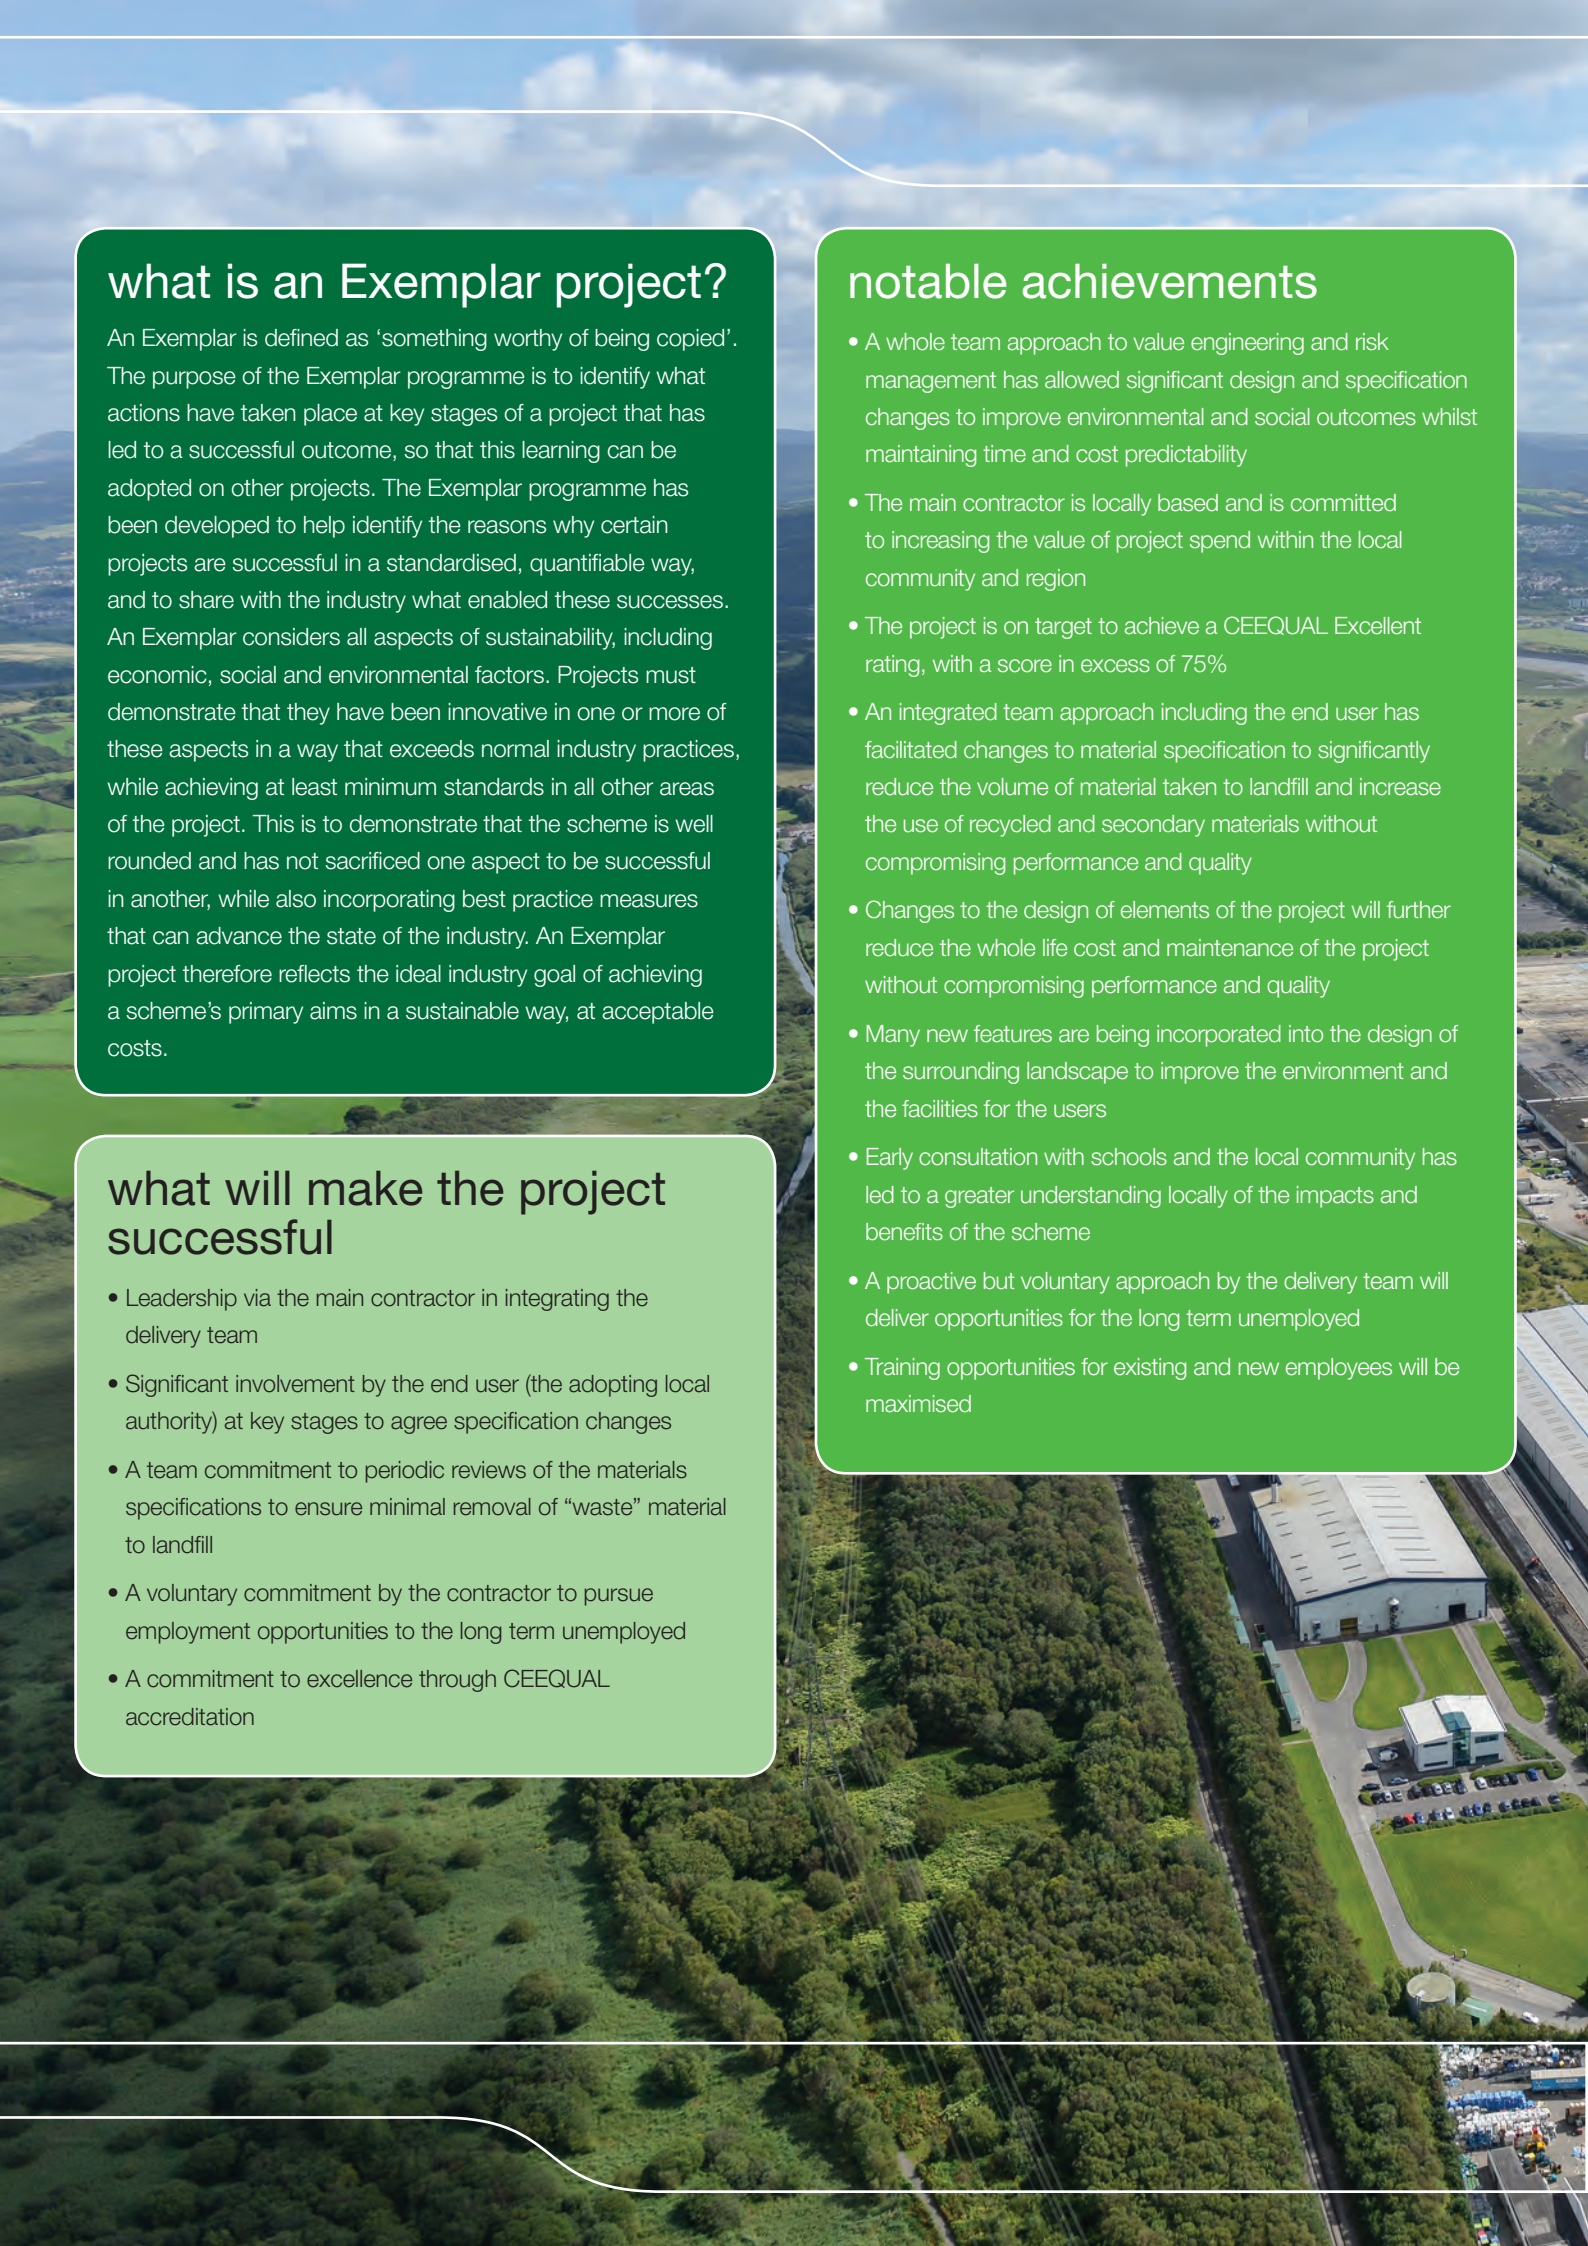 what is an Exemplar project?
An Exemplar is defined as ‘something worthy of being copied’.
The purpose of the Exemplar programme is to identify what
actions have taken place at key stages of a project that has
led to a successful outcome, so that this learning can be
adopted on other projects. The Exemplar programme has
been developed to help identify the reasons why certain
projects are successful in a standardised, quantifiable way,
and to share with the industry what enabled these successes.
An Exemplar considers all aspects of sustainability, including
economic, social and environmental factors. Projects must
demonstrate that they have been innovative in one or more of
these aspects in a way that exceeds normal industry practices,
while achieving at least minimum standards in all other areas
of the project. This is to demonstrate that the scheme is well
rounded and has not sacrificed one aspect to be successful
in another, while also incorporating best practice measures
that can advance the state of the industry. An Exemplar
project therefore reflects the ideal industry goal of achieving
a scheme’s primary aims in a sustainable way, at acceptable
costs.
what will make the project
successful
• Leadership via the main contractor in integrating the
delivery team
• Significant involvement by the end user (the adopting local
authority) at key stages to agree specification changes
• A team commitment to periodic reviews of the materials
specifications to ensure minimal removal of “waste” material
to landfill
• A voluntary commitment by the contractor to pursue
employment opportunities to the long term unemployed
• A commitment to excellence through CEEQUAL
accreditation
notable achievements
• A whole team approach to value engineering and risk
management has allowed significant design and specification
changes to improve environmental and social outcomes whilst
maintaining time and cost predictability
• The main contractor is locally based and is committed
to increasing the value of project spend within the local
community and region
• The project is on target to achieve a CEEQUAL Excellent
rating, with a score in excess of 75%
• An integrated team approach including the end user has
facilitated changes to material specification to significantly
reduce the volume of material taken to landfill and increase
the use of recycled and secondary materials without
compromising performance and quality
• Changes to the design of elements of the project will further
reduce the whole life cost and maintenance of the project
without compromising performance and quality
• Many new features are being incorporated into the design of
the surrounding landscape to improve the environment and
the facilities for the users
• Early consultation with schools and the local community has
led to a greater understanding locally of the impacts and
benefits of the scheme
• A proactive but voluntary approach by the delivery team will
deliver opportunities for the long term unemployed
• Training opportunities for existing and new employees will be
maximised